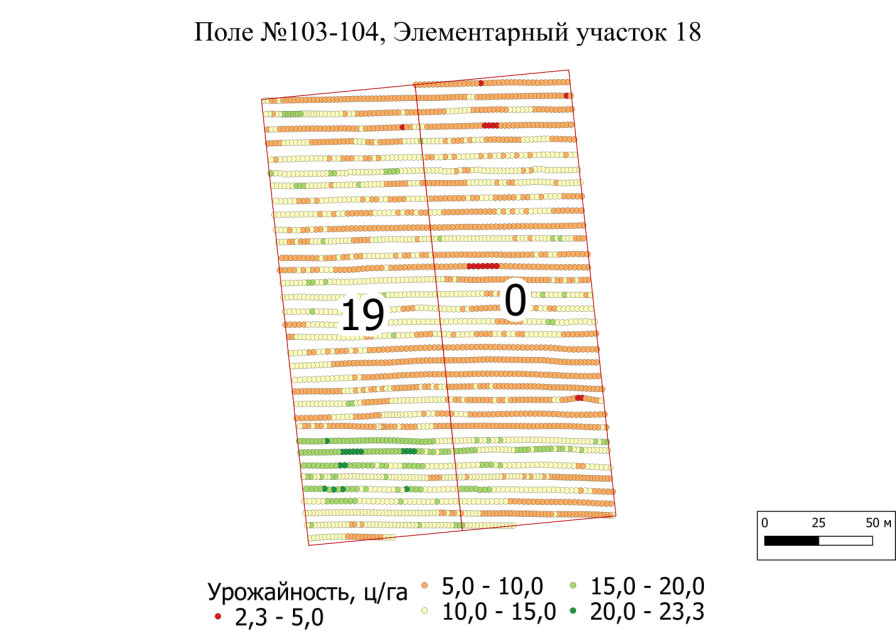 Поле №103-104, Элементарный участок 18
19
0
0 25 50 м
Урожайность, ц/га
2,3 - 5,0
5,0 - 10,0
10,0 - 15,0
15,0 - 20,0
20,0 - 23,3